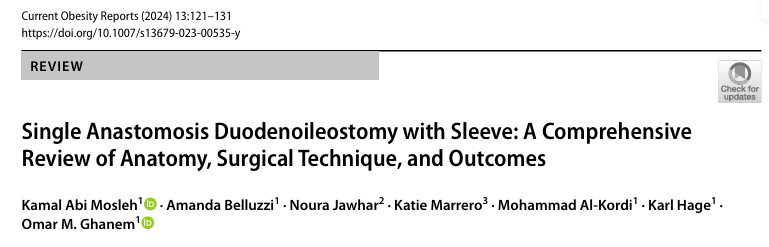 Current Obesity Reports (2024) 13:121–131
https://doi.org/10.1007/s13679-023-00535-y
REVIEW
Check for
updates
Single Anastomosis Duodenoileostomy with Sleeve: A Comprehensive
Review of Anatomy, Surgical Technique, and Outcomes
Kamal Abi Mosleh1 iD · Amanda Belluzzi1 · Noura Jawhar2 · Katie Marrero3 · Mohammad Al-Kordi1 · Karl Hage1 ·
Omar M. Ghanem1 iD